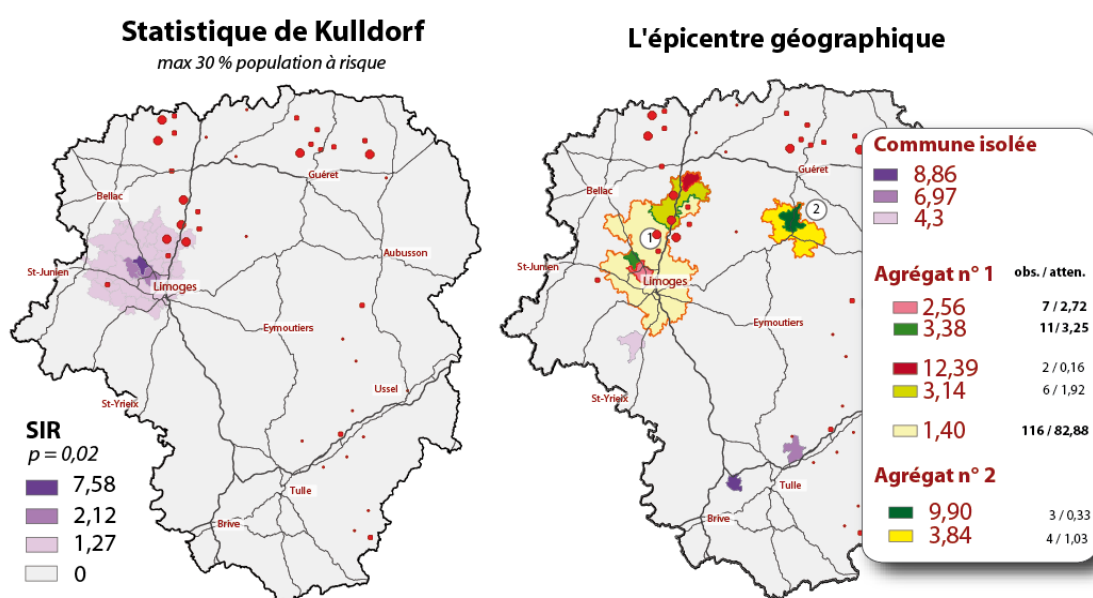 Statistique de Kulldorf
max 30 % population à risque
Bellac
Guéret
Aubusson
St-Junien
Limoges
Eymoutiers
St-Yrieix
Ussel
Tulle
Brive
SIR
p = 0,02
7,58
2,12
1,27
0
L'épicentre géographique
Bellac
Guéret
St-Junien
Limoges
Eymoutiers
St-Yrieix
Tulle
Brive
1
2
Commune isolée
8,86
6,97
4,3
Agrégat n° 1 obs. / atten.
2,56 7 / 2,72
3,38 11 / 3,25
12,39 2 / 0,16
3,14 6 / 1,92
1,40 116 / 82,88
Agrégat n° 2
9,90 3 / 0,33
3,84 4 / 1,03